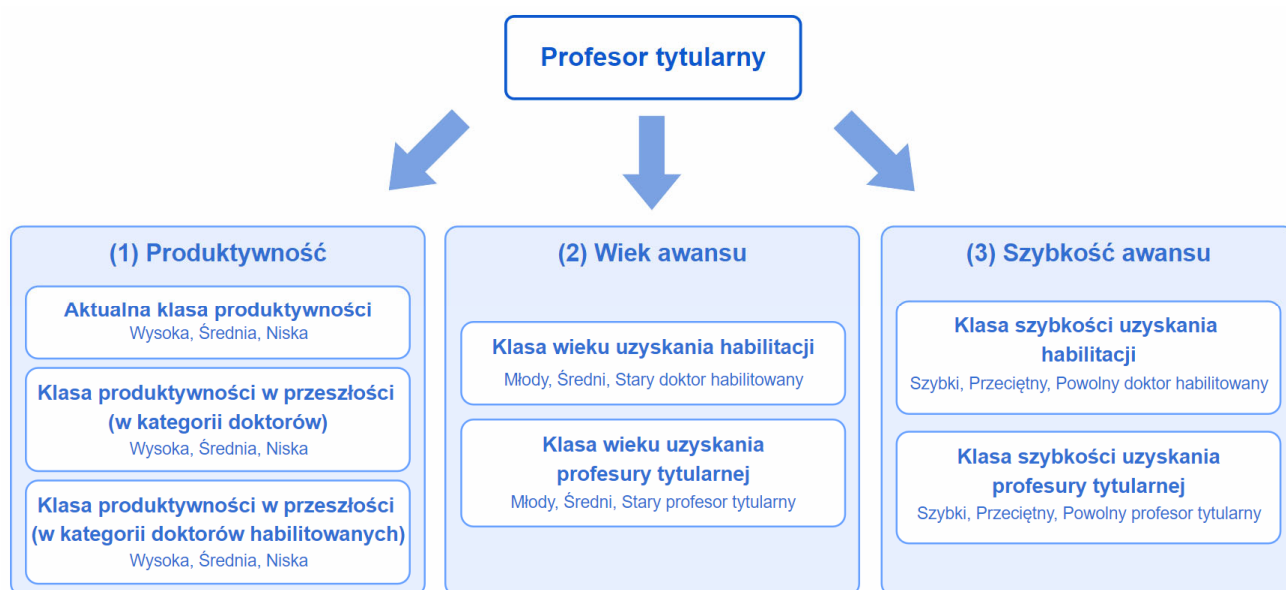 Profesor tytularny
(1) Produktywność
Aktualna klasa produktywności
Wysoka, Średnia, Niska
Klasa produktywności w przeszłości
(w kategorii doktorów)
Wysoka, Średnia, Niska
Klasa produktywności w przeszłości
(w kategorii doktorów habilitowanych)
Wysoka, Średnia, Niska
(2) Wiek awansu
Klasa wieku uzyskania habilitacji
Młody, Średni, Stary doktor habilitowany
Klasa wieku uzyskania
profesury tytularnej
Młody, Średni, Stary profesor tytularny
(3) Szybkość awansu
Klasa szybkości uzyskania
habilitacji
Szybki, Przeciętny, Powolny doktor habilitowany
Klasa szybkości uzyskania
profesury tytularnej
Szybki, Przeciętny, Powolny profesor tytularny